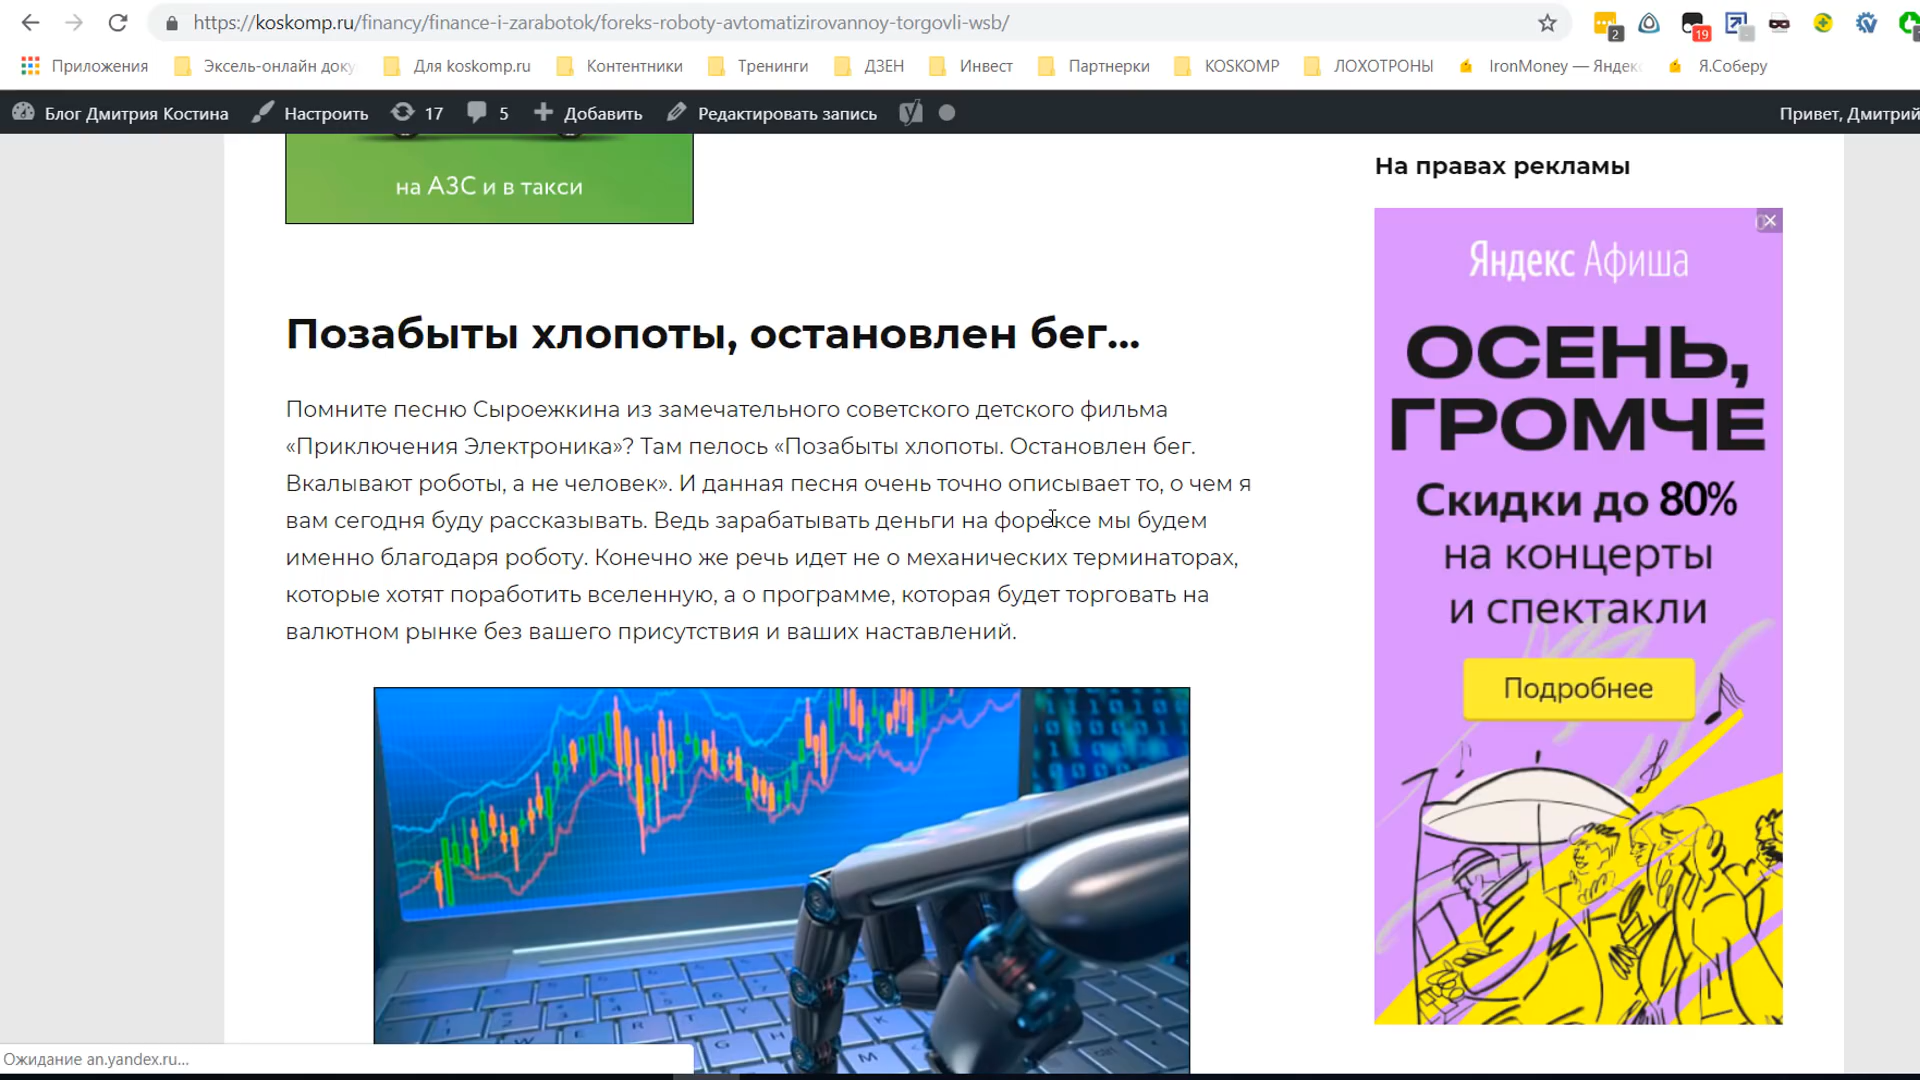 https://koskomp.ru/financy/finance-i-zarabotok/foreks-roboty-avtomatizirovannoy-torgovli-wsb/
2
19
Приложения
Эксель-онлайн доку
Для koskomp.ru
Контентники
Тренинги
ДЗЕН
Инвест
Партнерки
KOSKOMP
ЛОХОТРОНЫ
IronMoney — Яндекс
Я.Соберу
Блог Дмитрия Костина
Настроить
17
5
Добавить
Редактировать запись
Привет, Дмитрий
на АЗС и в такси
Позабыты хлопоты, остановлен бег...
Помните песню Сыроежкина из замечательного советского детского фильма
«Приключения Электроника»? Там пелось «Позабыты хлопоты. Остановлен бег.
Вкалывают роботы, а не человек». И данная песня очень точно описывает то, о чем я
вам сегодня буду рассказывать. Ведь зарабатывать деньги на форексе мы будем
именно благодаря роботу. Конечно же речь идет не о механических терминаторах,
которые хотят поработить вселенную, а о программе, которая будет торговать на
валютном рынке без вашего присутствия и ваших наставлений.
На правах рекламы
Яндекс Афиша
ОСЕНЬ,
ГРОМЧЕ
Скидки до 80%
на концерты
и спектакли
Подробнее
Ожидание an.yandex.ru...